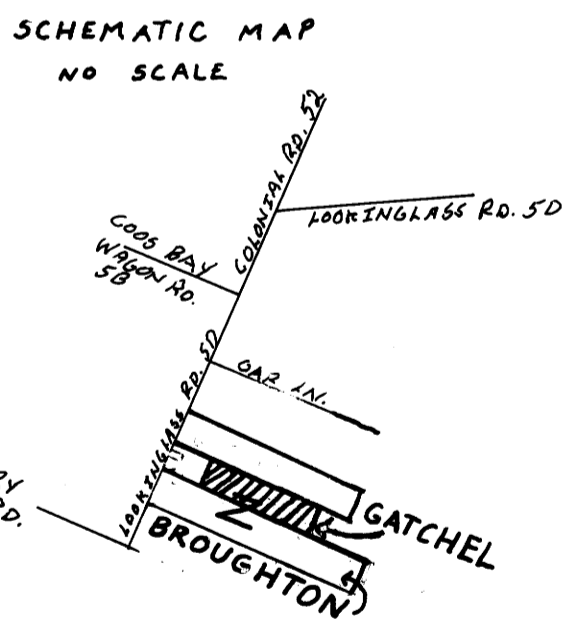 SCHEMATIC MAP
NO SCALE
COLONIAL RD. 52
LOOKINGLASS RD. 5D
COOS BAY
WAGON RD.
5B
LOOKINGLASS RD. 5D
OAR LN.
GATCHEL
BROUGHTON